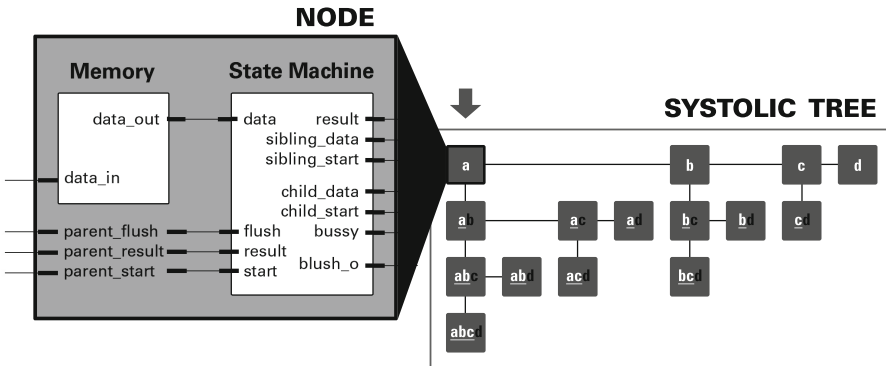 NODE
Memory
State Machine
data_out
data_in
parent_flush
parent_result
parent_start
data
flush
result
start
result
sibling_data
sibling_start
child_data
child_start
bussy
blush_o
SYSTOLIC TREE
a b c d
ab ac ad bc bd cd
abc abd acd bcd
abcd